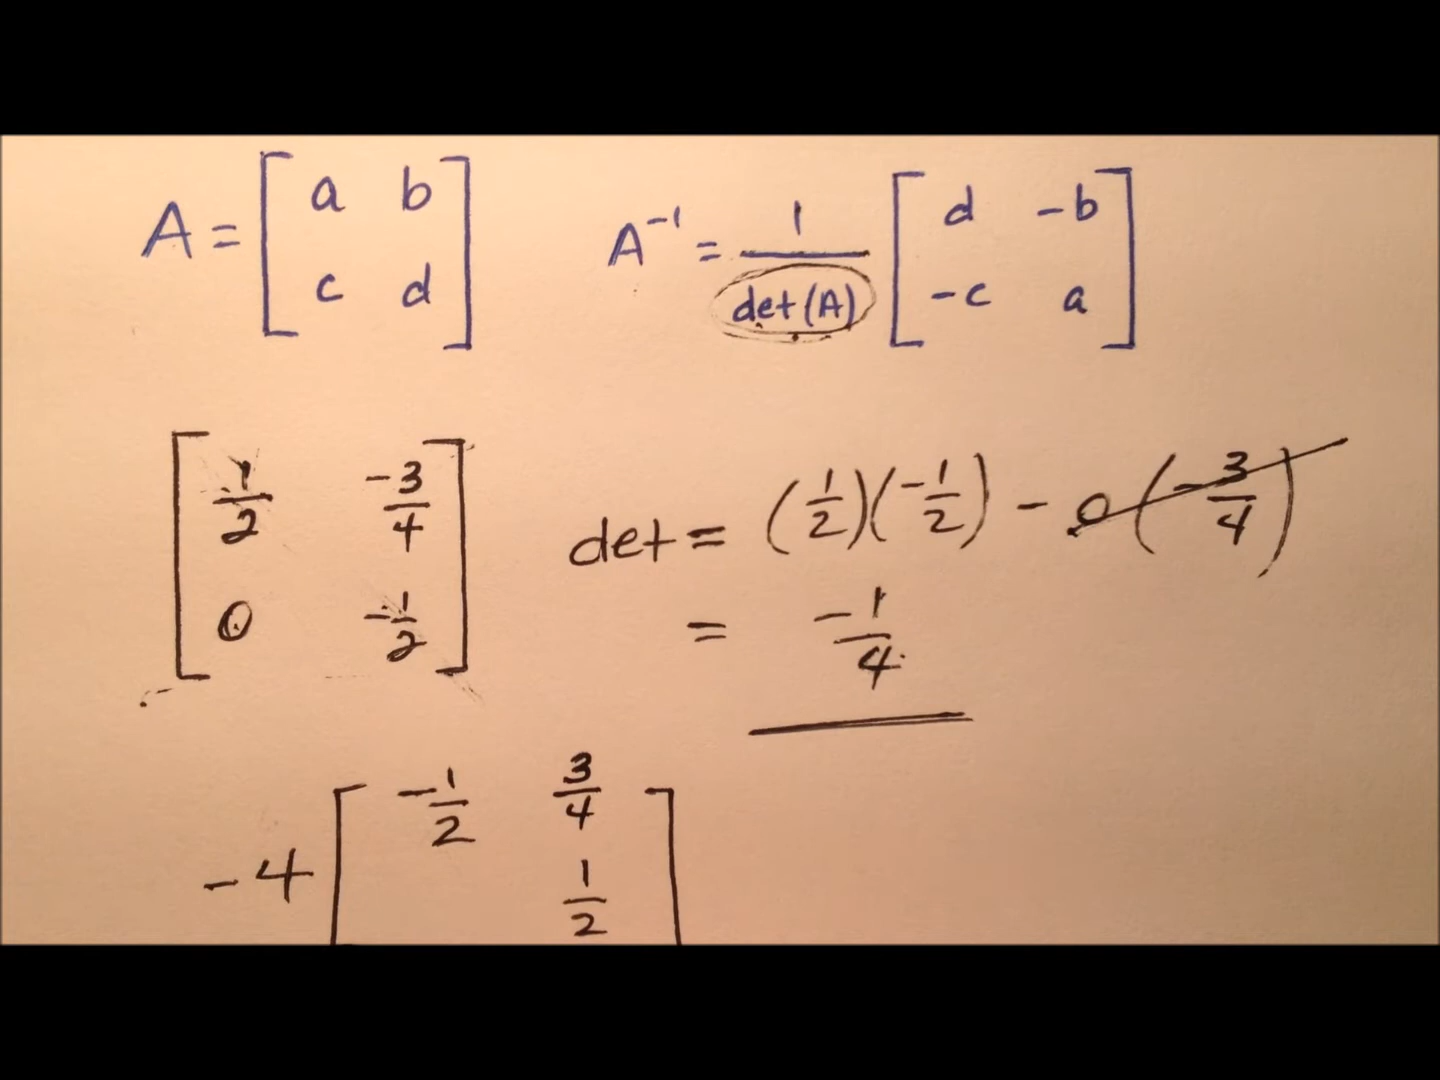 A = [ a b ; c d ]
A⁻¹ = 1/det(A) [ d -b ; -c a ]
[ 1/2 -3/4 ; 0 -1/2 ]
det = (1/2)(-1/2) - 0(-3/4)
= -1/4
-4 [ -1/2 3/4 ; 1/2 ]